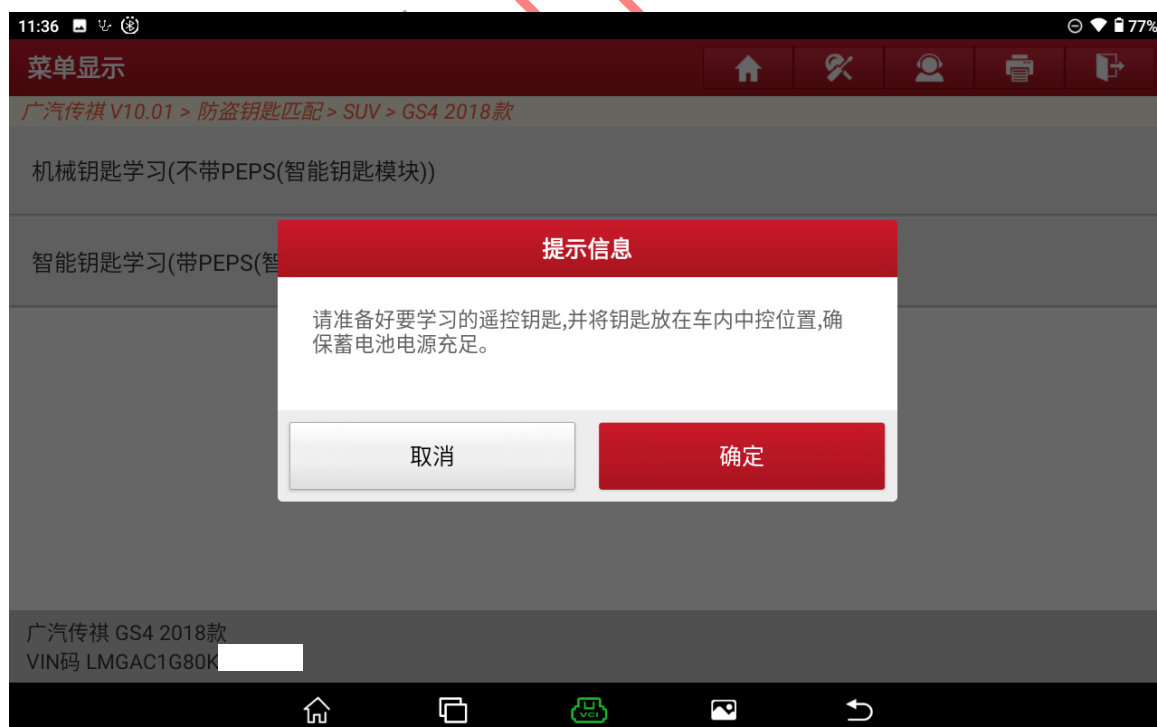 11:36
77%
菜单显示
广汽传祺 V10.01 > 防盗钥匙匹配 > SUV > GS4 2018款
机械钥匙学习(不带PEPS(智能钥匙模块))
智能钥匙学习(带PEPS(智
提示信息
请准备好要学习的遥控钥匙,并将钥匙放在车内中控位置,确
保蓄电池电源充足。
取消
确定
广汽传祺 GS4 2018款
VIN码 LMGAC1G80K
VCI